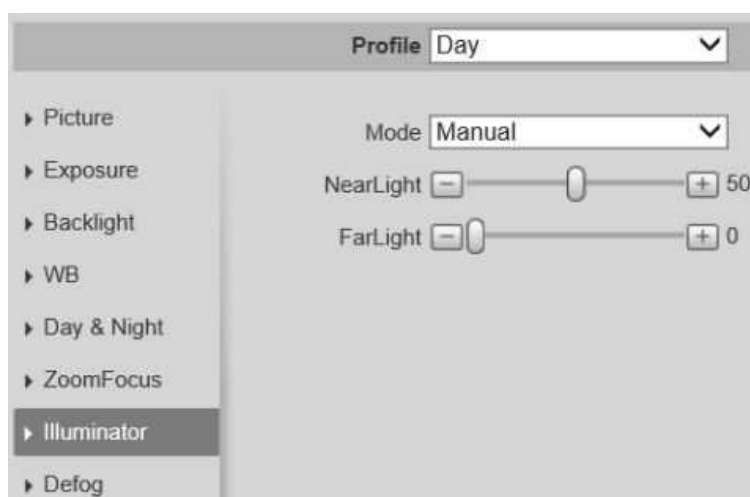 Profile Day
Picture
Exposure
Backlight
WB
Day & Night
ZoomFocus
Illuminator
Defog
Mode Manual
NearLight - + 50
FarLight - + 0